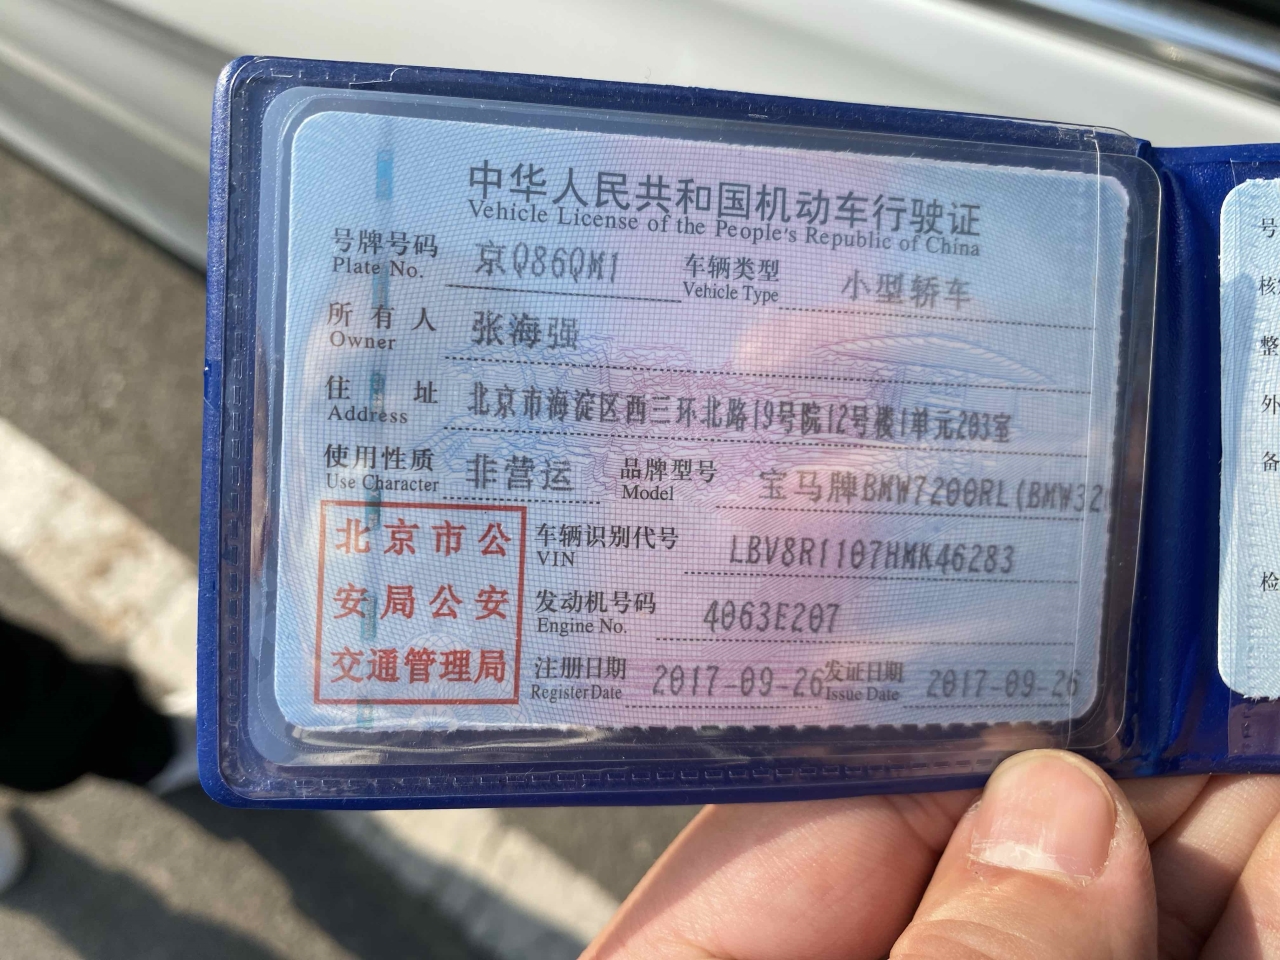 中华人民共和国机动车行驶证
Vehicle License of the People's Republic of China
号牌号码 京Q86QM1 车辆类型 小型轿车
Plate No. Vehicle Type
所有人 张海强
Owner
住址 北京市海淀区西三环北路19号院12号楼1单元203室
Address
使用性质 非营运 品牌型号 宝马牌BMW7200RL(BMW320
Use Character Model
北京市公
安局公安
交通管理局
车辆识别代号 LBV8R1107HMK46283
VIN
发动机号码 4063E207
Engine No.
注册日期 2017-09-26 发证日期 2017-09-26
Register Date Issue Date
号
核
整
外
备
检